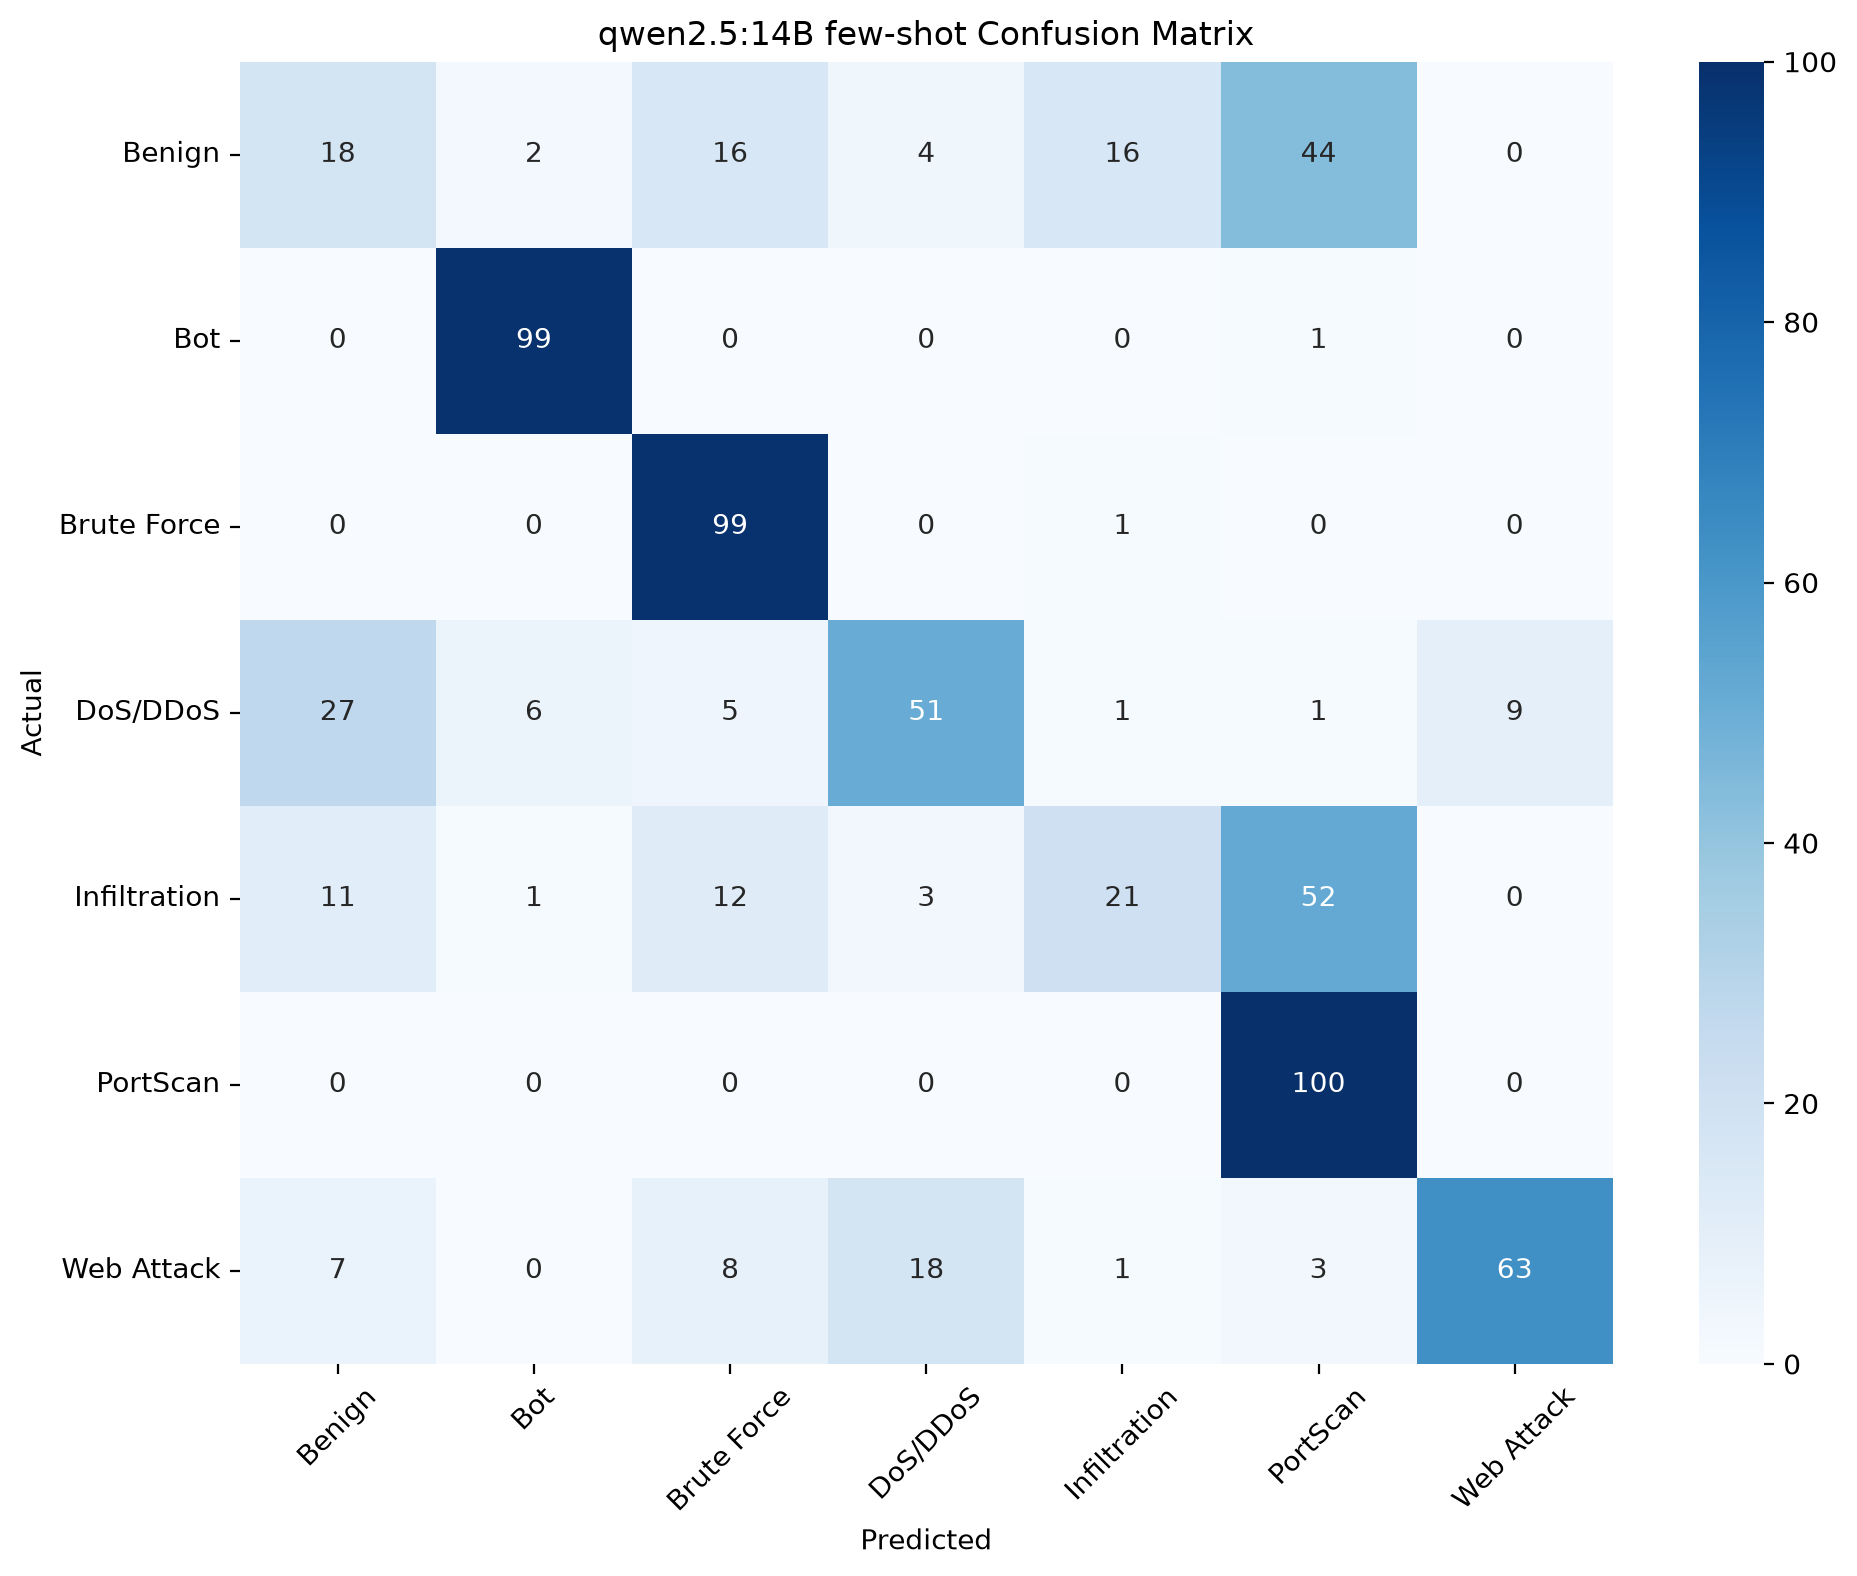 qwen2.5:14B few-shot Confusion Matrix
Benign 18 2 16 4 16 44 0
Bot 0 99 0 0 0 1 0
Brute Force 0 0 99 0 1 0 0
DoS/DDoS 27 6 5 51 1 1 9
Infiltration 11 1 12 3 21 52 0
PortScan 0 0 0 0 0 100 0
Web Attack 7 0 8 18 1 3 63
Actual
Benign Bot Brute Force DoS/DDoS Infiltration PortScan Web Attack
Predicted
100
80
60
40
20
0